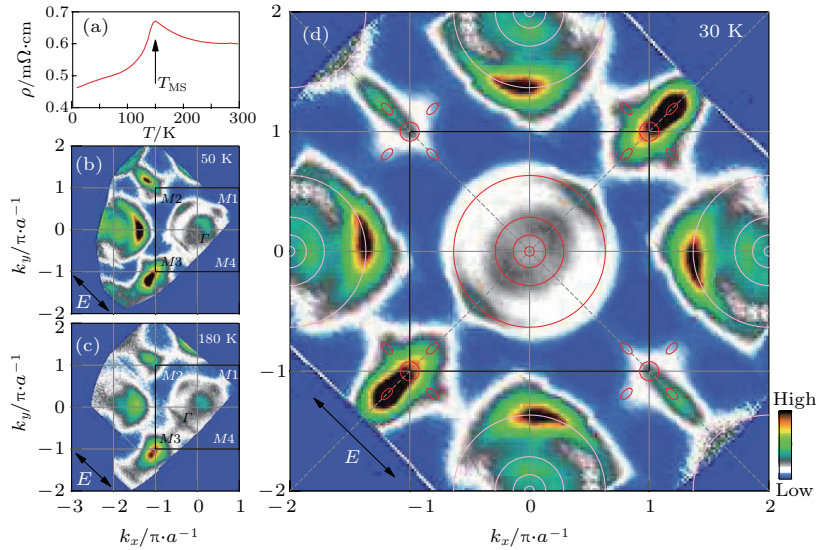 (a)
ρ/mΩ·cm
0.7
0.6
0.5
0.4
0
100
200
300
T/K
T_MS
(b)
50 K
k_y/π·a⁻¹
2
1
0
−1
−2
M2
M1
Γ
M3
M4
E
(c)
180 K
k_y/π·a⁻¹
2
1
0
−1
−2
M2
M1
Γ
M3
M4
E
−3
−2
−1
0
1
k_x/π·a⁻¹
(d)
30 K
2
1
0
−1
−2
E
−2
−1
0
1
2
k_x/π·a⁻¹
High
Low